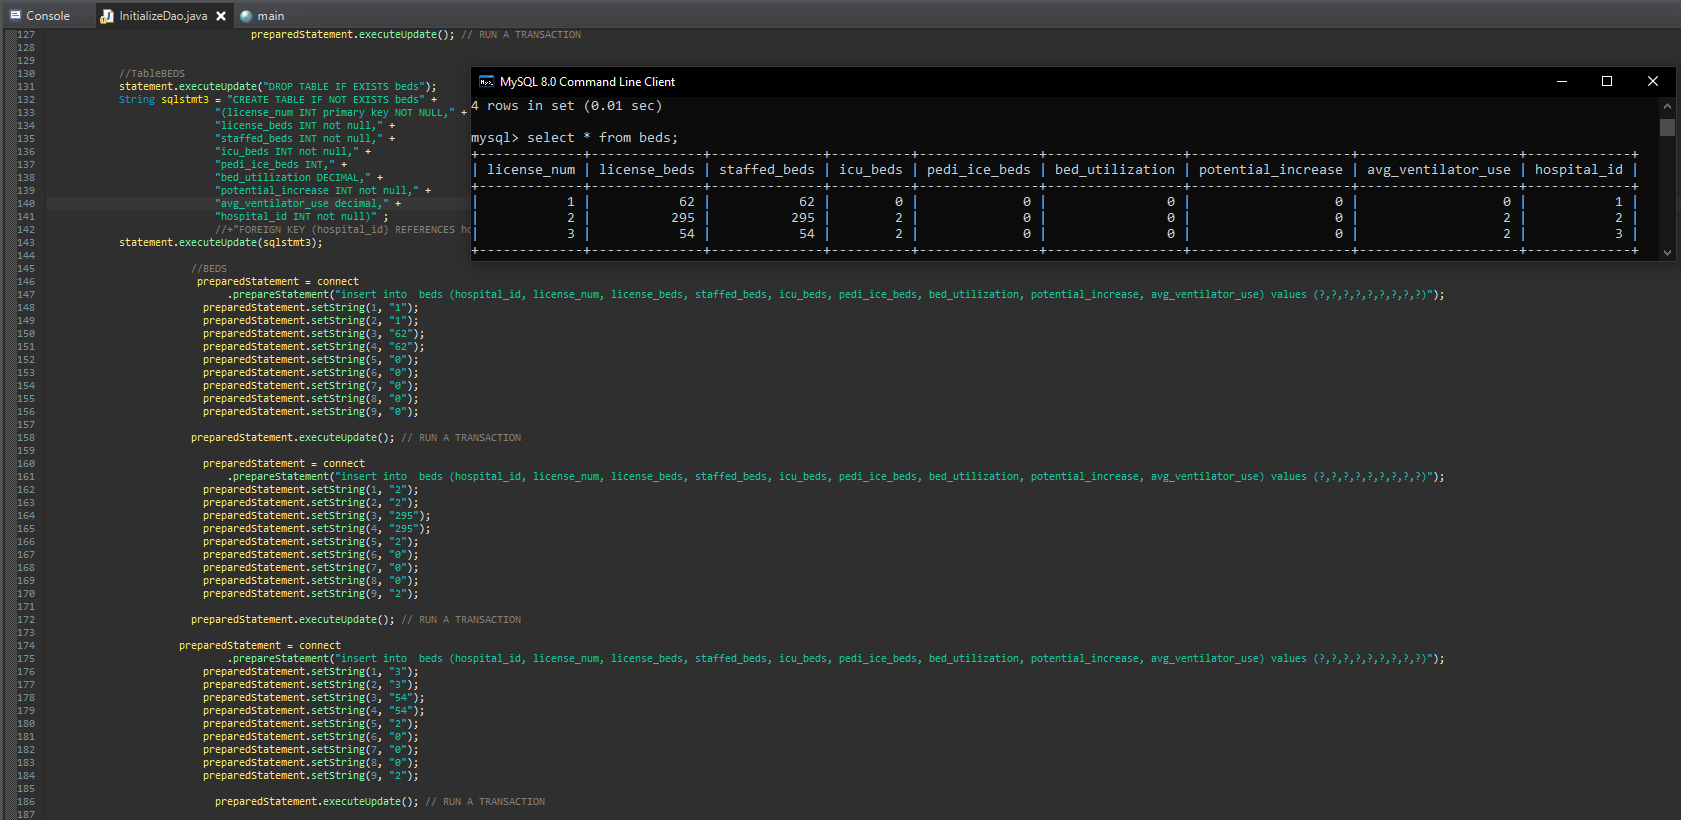 Console InitializeDao.java main
127 preparedStatement.executeUpdate(); // RUN A TRANSACTION
128
129
130 //TableBEDS
131 statement.executeUpdate("DROP TABLE IF EXISTS beds");
132 String sqlstmt3 = "CREATE TABLE IF NOT EXISTS beds" +
133 "(license_num INT primary key NOT NULL," +
134 "license_beds INT not null," +
135 "staffed_beds INT not null," +
136 "icu_beds INT not null," +
137 "pedi_ice_beds INT," +
138 "bed_utilization DECIMAL," +
139 "potential_increase INT not null," +
140 "avg_ventilator_use decimal," +
141 "hospital_id INT not null)" ;
142 //+"FOREIGN KEY (hospital_id) REFERENCES ho
143 statement.executeUpdate(sqlstmt3);
MySQL 8.0 Command Line Client
4 rows in set (0.01 sec)
mysql> select * from beds;
+-------------+--------------+--------------+----------+---------------+-----------------+--------------------+--------------------+-------------+
| license_num | license_beds | staffed_beds | icu_beds | pedi_ice_beds | bed_utilization | potential_increase | avg_ventilator_use | hospital_id |
+-------------+--------------+--------------+----------+---------------+-----------------+--------------------+--------------------+-------------+
| 1 | 62 | 62 | 0 | 0 | 0 | 0 | 0 | 1 |
| 2 | 295 | 295 | 2 | 0 | 0 | 0 | 2 | 2 |
| 3 | 54 | 54 | 2 | 0 | 0 | 0 | 2 | 3 |
+-------------+--------------+--------------+----------+---------------+-----------------+--------------------+--------------------+-------------+
144
145 //BEDS
146 preparedStatement = connect
147 .prepareStatement("insert into  beds (hospital_id, license_num, license_beds, staffed_beds, icu_beds, pedi_ice_beds, bed_utilization, potential_increase, avg_ventilator_use) values (?,?,?,?,?,?,?,?,?)");
148 preparedStatement.setString(1, "1");
149 preparedStatement.setString(2, "1");
150 preparedStatement.setString(3, "62");
151 preparedStatement.setString(4, "62");
152 preparedStatement.setString(5, "0");
153 preparedStatement.setString(6, "0");
154 preparedStatement.setString(7, "0");
155 preparedStatement.setString(8, "0");
156 preparedStatement.setString(9, "0");
157
158 preparedStatement.executeUpdate(); // RUN A TRANSACTION
159
160 preparedStatement = connect
161 .prepareStatement("insert into  beds (hospital_id, license_num, license_beds, staffed_beds, icu_beds, pedi_ice_beds, bed_utilization, potential_increase, avg_ventilator_use) values (?,?,?,?,?,?,?,?,?)");
162 preparedStatement.setString(1, "2");
163 preparedStatement.setString(2, "2");
164 preparedStatement.setString(3, "295");
165 preparedStatement.setString(4, "295");
166 preparedStatement.setString(5, "2");
167 preparedStatement.setString(6, "0");
168 preparedStatement.setString(7, "0");
169 preparedStatement.setString(8, "0");
170 preparedStatement.setString(9, "2");
171
172 preparedStatement.executeUpdate(); // RUN A TRANSACTION
173
174 preparedStatement = connect
175 .prepareStatement("insert into  beds (hospital_id, license_num, license_beds, staffed_beds, icu_beds, pedi_ice_beds, bed_utilization, potential_increase, avg_ventilator_use) values (?,?,?,?,?,?,?,?,?)");
176 preparedStatement.setString(1, "3");
177 preparedStatement.setString(2, "3");
178 preparedStatement.setString(3, "54");
179 preparedStatement.setString(4, "54");
180 preparedStatement.setString(5, "2");
181 preparedStatement.setString(6, "0");
182 preparedStatement.setString(7, "0");
183 preparedStatement.setString(8, "0");
184 preparedStatement.setString(9, "2");
185
186 preparedStatement.executeUpdate(); // RUN A TRANSACTION
187